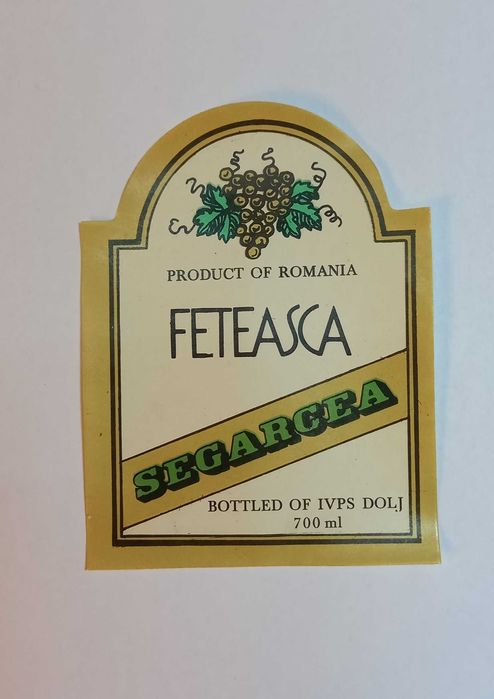 PRODUCT OF ROMANIA
FETEASCA
SEGARCEA
BOTTLED OF IVPS DOLJ
700 ml